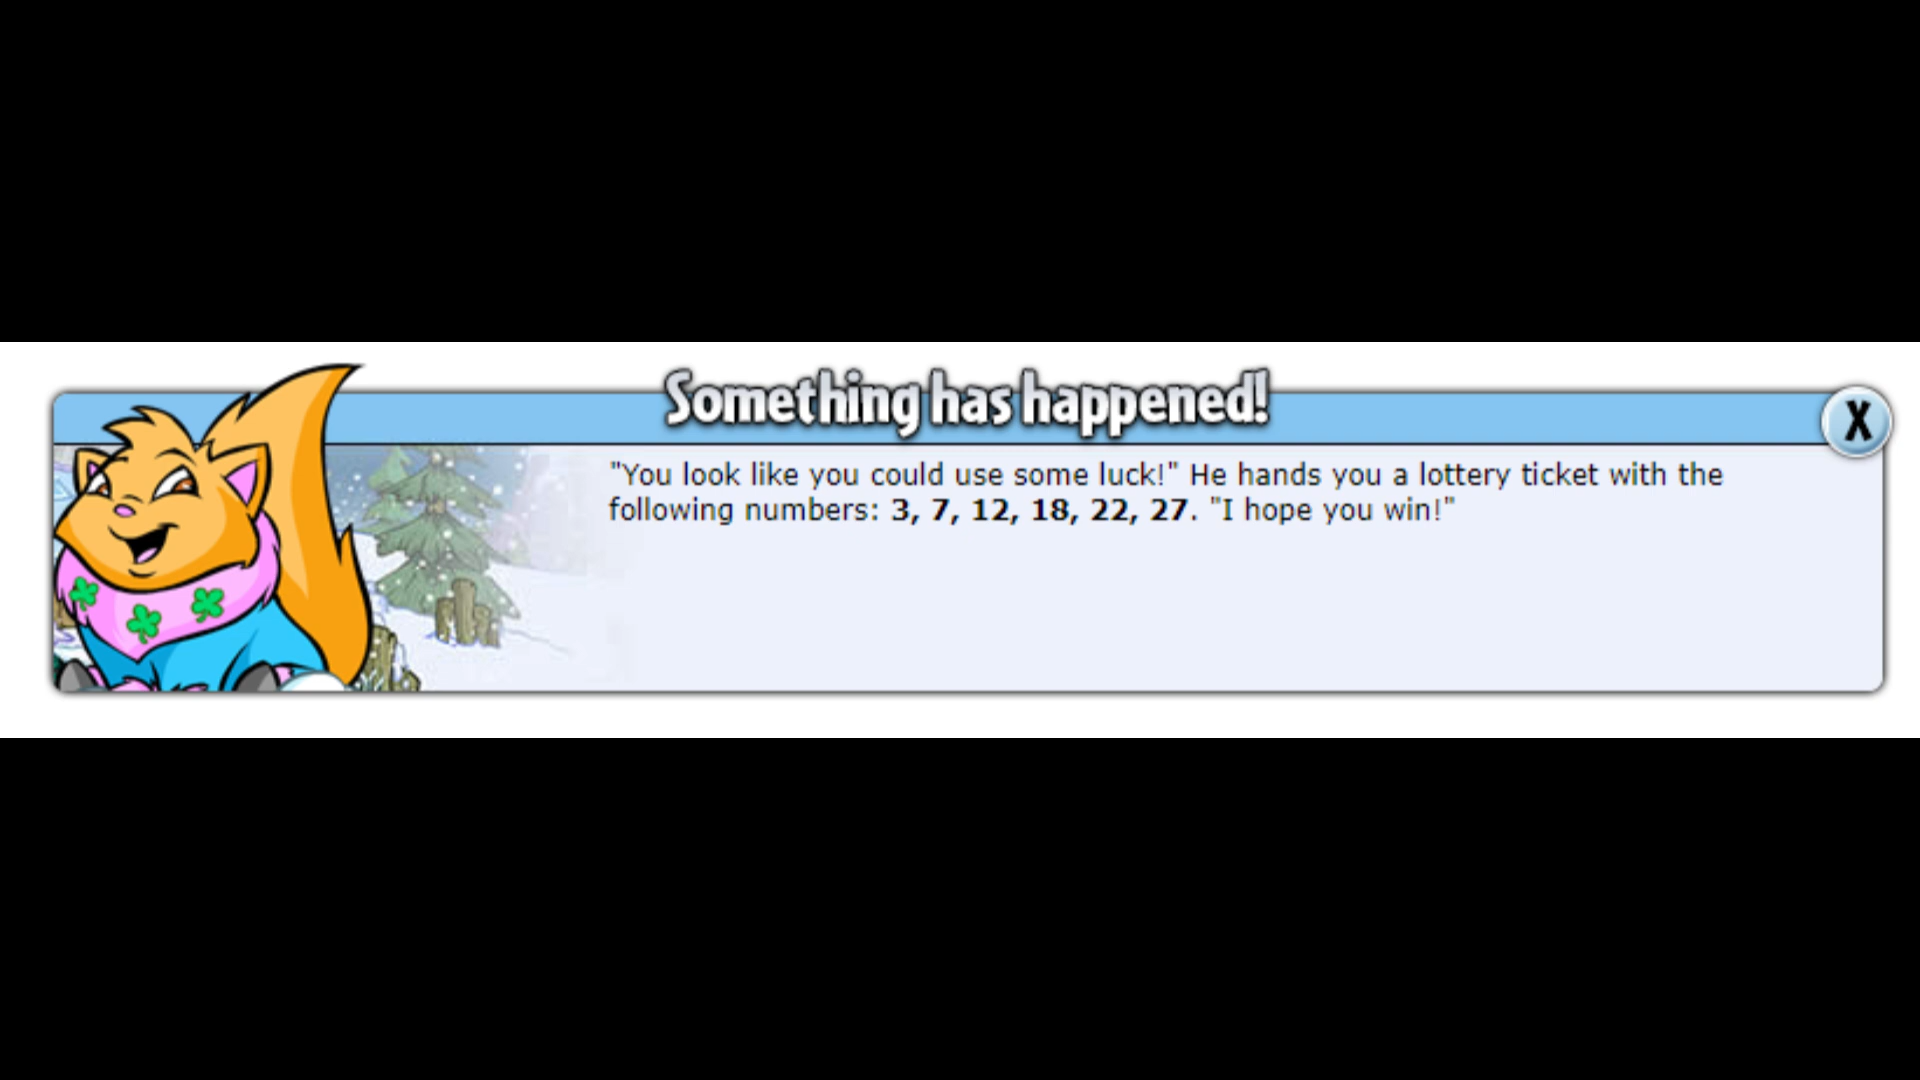 Something has happened!
X
"You look like you could use some luck!" He hands you a lottery ticket with the
following numbers: 3, 7, 12, 18, 22, 27. "I hope you win!"